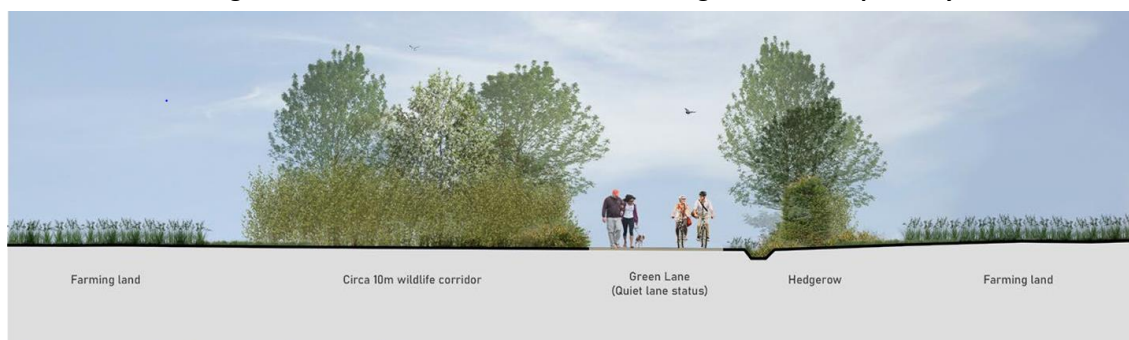 Farming land
Circa 10m wildlife corridor
Green Lane
(Quiet lane status)
Hedgerow
Farming land